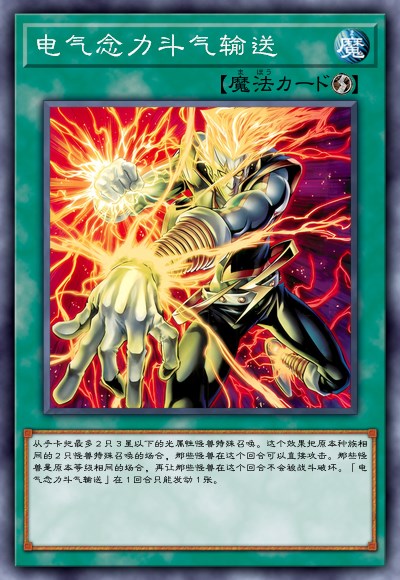 电气念力斗气输送
魔
まほう
【魔法カード】
从手卡把最多2只3星以下的光属性怪兽特殊召唤。这个效果把原本种族相
同的2只怪兽特殊召唤的场合，那些怪兽在这个回合可以直接攻击。那些怪
兽是原本等级相同的场合，再让那些怪兽在这个回合不会被战斗破坏。「电
气念力斗气输送」在1回合只能发动1张。